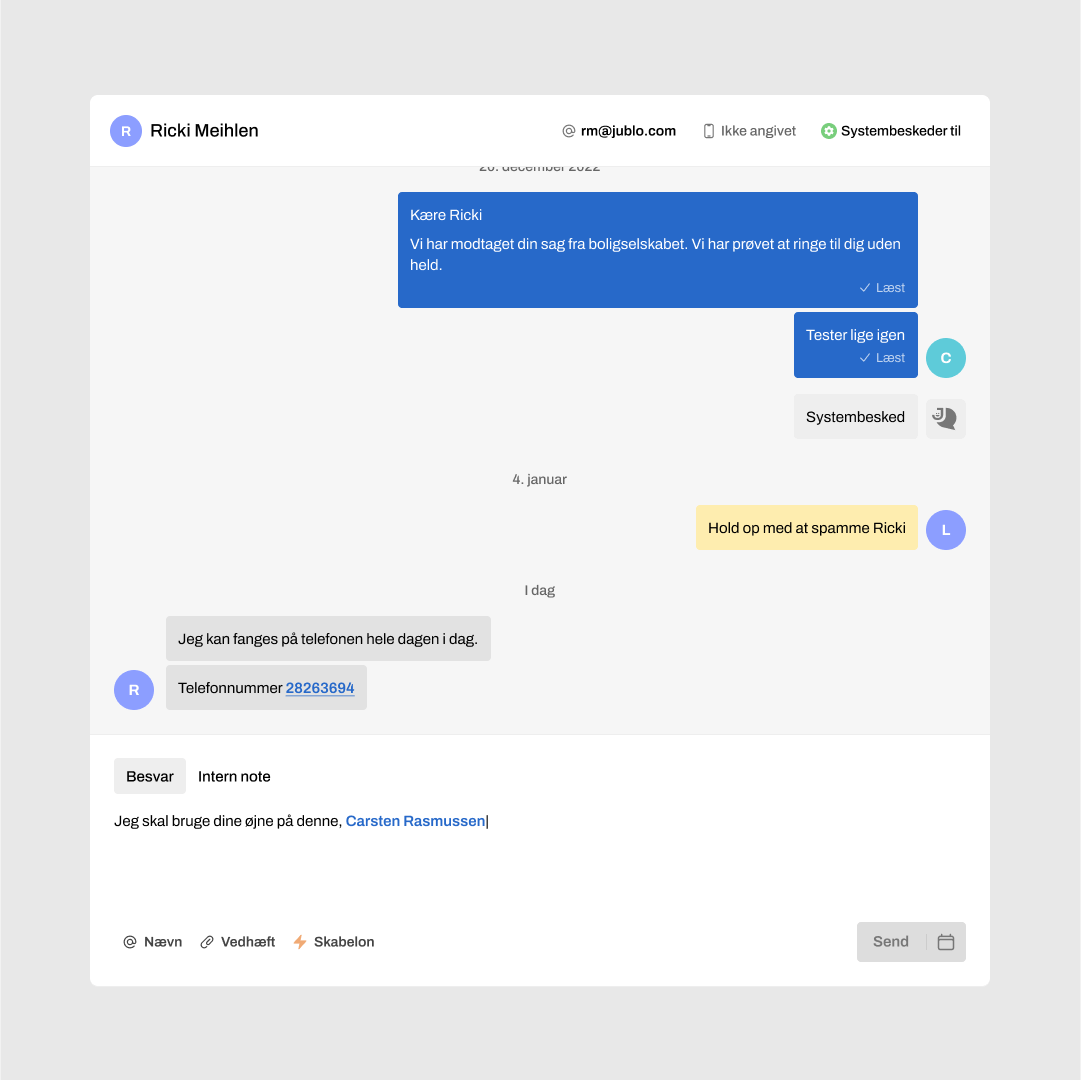 R Ricki Meihlen
rm@jublo.com Ikke angivet Systembeskeder til
20. december 2022
Kære Ricki
Vi har modtaget din sag fra boligselskabet. Vi har prøvet at ringe til dig uden
held.
Læst
Tester lige igen
Læst
C
Systembesked
4. januar
Hold op med at spamme Ricki
L
I dag
Jeg kan fanges på telefonen hele dagen i dag.
R
Telefonnummer 28263694
Besvar Intern note
Jeg skal bruge dine øjne på denne, Carsten Rasmussen
Nævn Vedhæft Skabelon Send